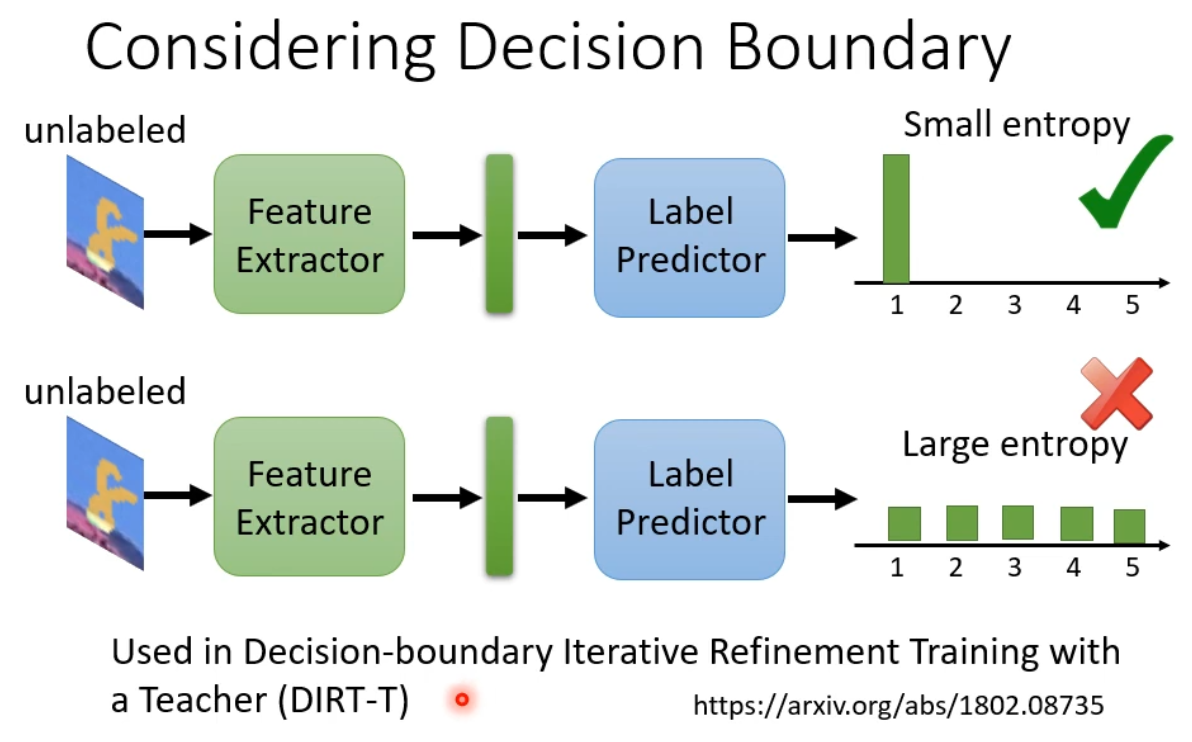 Considering Decision Boundary
unlabeled
Feature
Extractor
Label
Predictor
Small entropy
1 2 3 4 5
unlabeled
Feature
Extractor
Label
Predictor
Large entropy
1 2 3 4 5
Used in Decision-boundary Iterative Refinement Training with
a Teacher (DIRT-T)
https://arxiv.org/abs/1802.08735